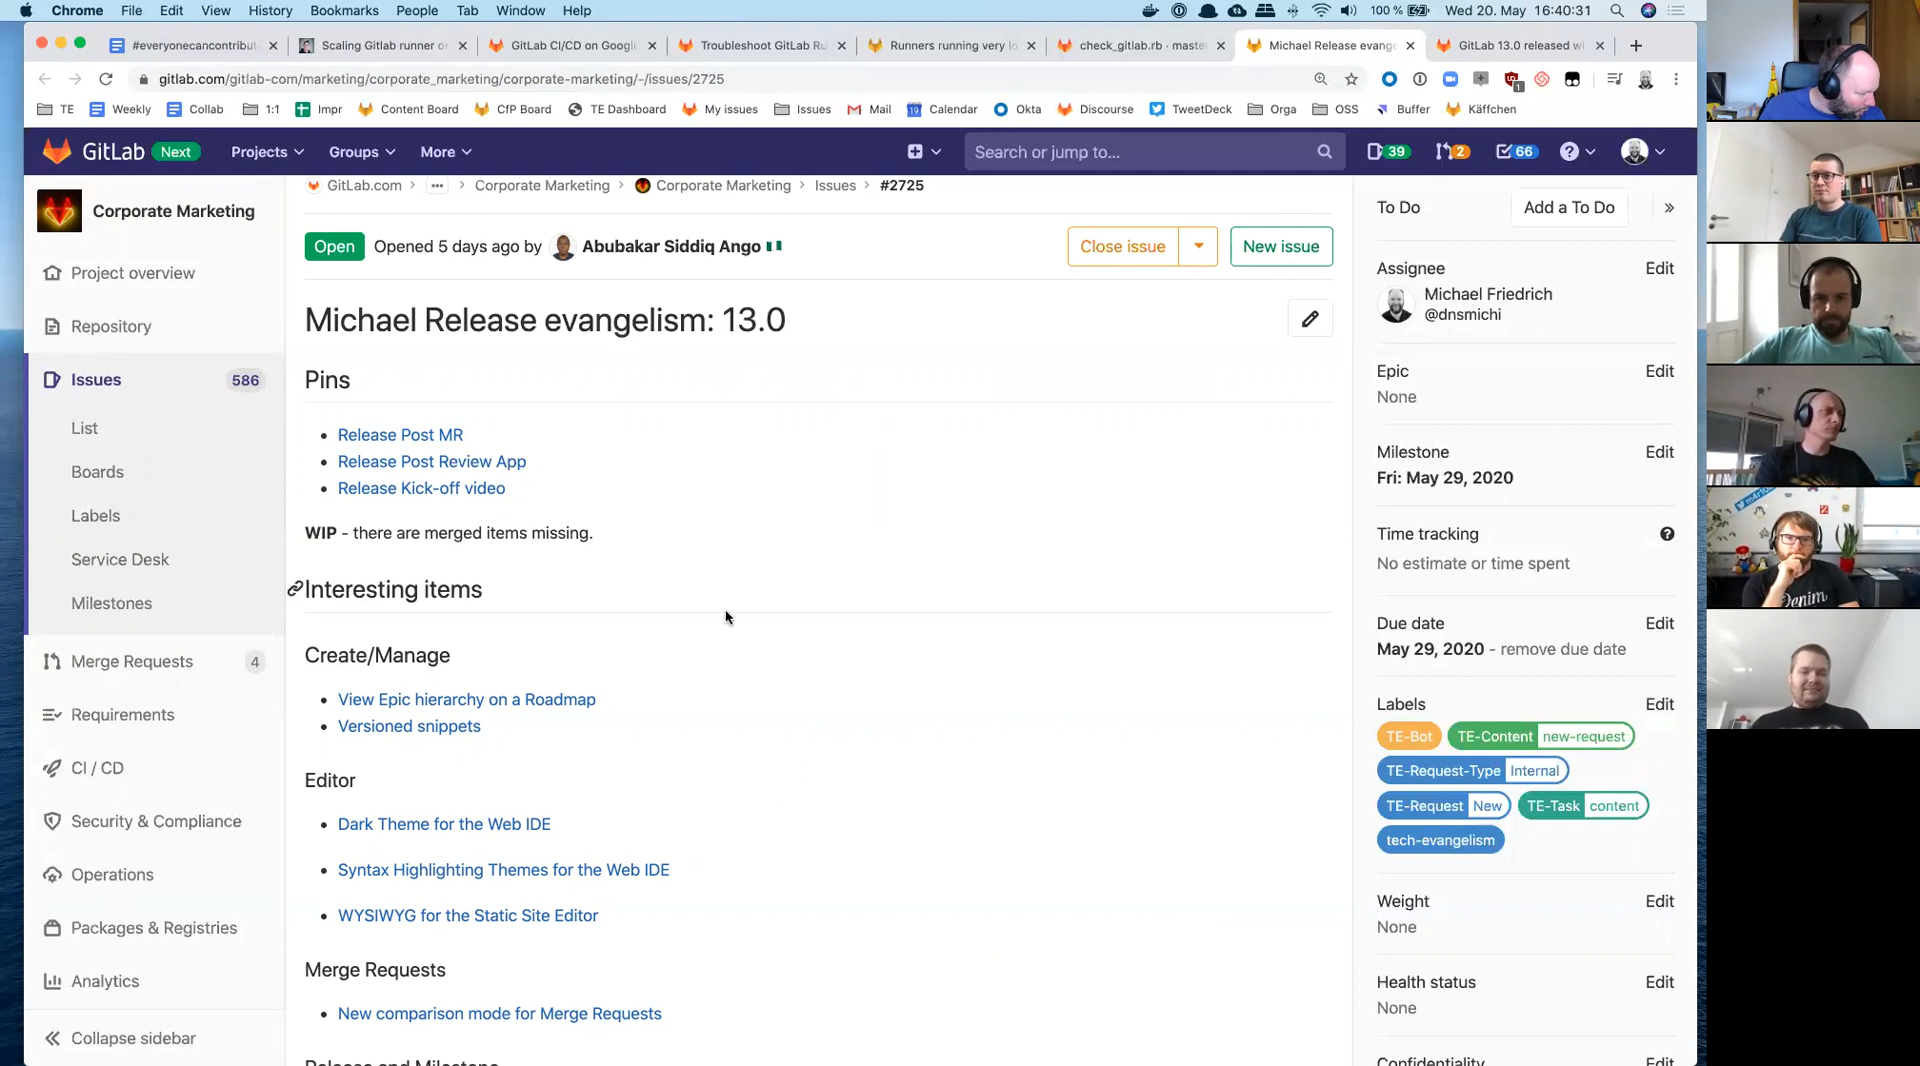 Chrome File Edit View History Bookmarks People Tab Window Help 100 % Wed 20. May 16:40:31
#everyonecancontribut
Scaling Gitlab runner o
GitLab CI/CD on Googl
Troubleshoot GitLab Ru
Runners running very lo
check_gitlab.rb · maste
Michael Release evange
GitLab 13.0 released wi
gitlab.com/gitlab-com/marketing/corporate_marketing/corporate-marketing/-/issues/2725
TE Weekly Collab 1:1 Impr Content Board CfP Board TE Dashboard My issues Issues Mail Calendar Okta Discourse TweetDeck Orga OSS Buffer Käffchen
GitLab Next Projects Groups More Search or jump to... 39 2 66
Corporate Marketing
Project overview
Repository
Issues 586
List
Boards
Labels
Service Desk
Milestones
Merge Requests 4
Requirements
CI / CD
Security & Compliance
Operations
Packages & Registries
Analytics
Collapse sidebar
GitLab.com > ... > Corporate Marketing > Corporate Marketing > Issues > #2725
Open Opened 5 days ago by Abubakar Siddiq Ango Close issue New issue
Michael Release evangelism: 13.0
Pins
Release Post MR
Release Post Review App
Release Kick-off video
WIP - there are merged items missing.
Interesting items
Create/Manage
View Epic hierarchy on a Roadmap
Versioned snippets
Editor
Dark Theme for the Web IDE
Syntax Highlighting Themes for the Web IDE
WYSIWYG for the Static Site Editor
Merge Requests
New comparison mode for Merge Requests
Release and Milestone
To Do Add a To Do
Assignee Edit
Michael Friedrich
@dnsmichi
Epic Edit
None
Milestone Edit
Fri: May 29, 2020
Time tracking
No estimate or time spent
Due date Edit
May 29, 2020 - remove due date
Labels Edit
TE-Bot TE-Content new-request
TE-Request-Type Internal
TE-Request New TE-Task content
tech-evangelism
Weight Edit
None
Health status Edit
None
Confidentiality Edit